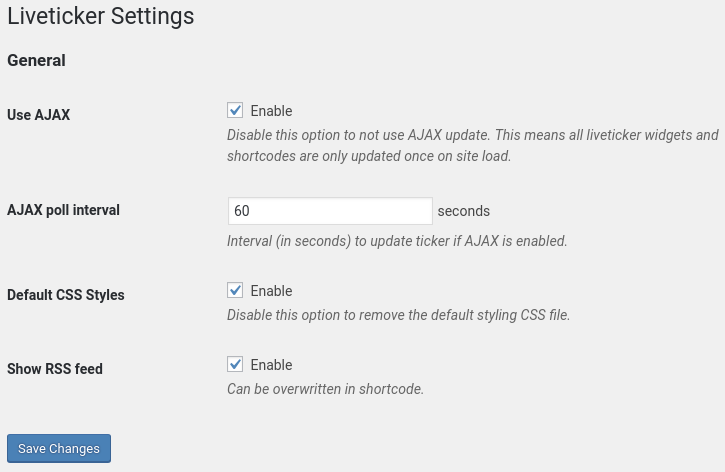 Liveticker Settings
General
Use AJAX
Enable
Disable this option to not use AJAX update. This means all liveticker widgets and
shortcodes are only updated once on site load.
AJAX poll interval
60 seconds
Interval (in seconds) to update ticker if AJAX is enabled.
Default CSS Styles
Enable
Disable this option to remove the default styling CSS file.
Show RSS feed
Enable
Can be overwritten in shortcode.
Save Changes